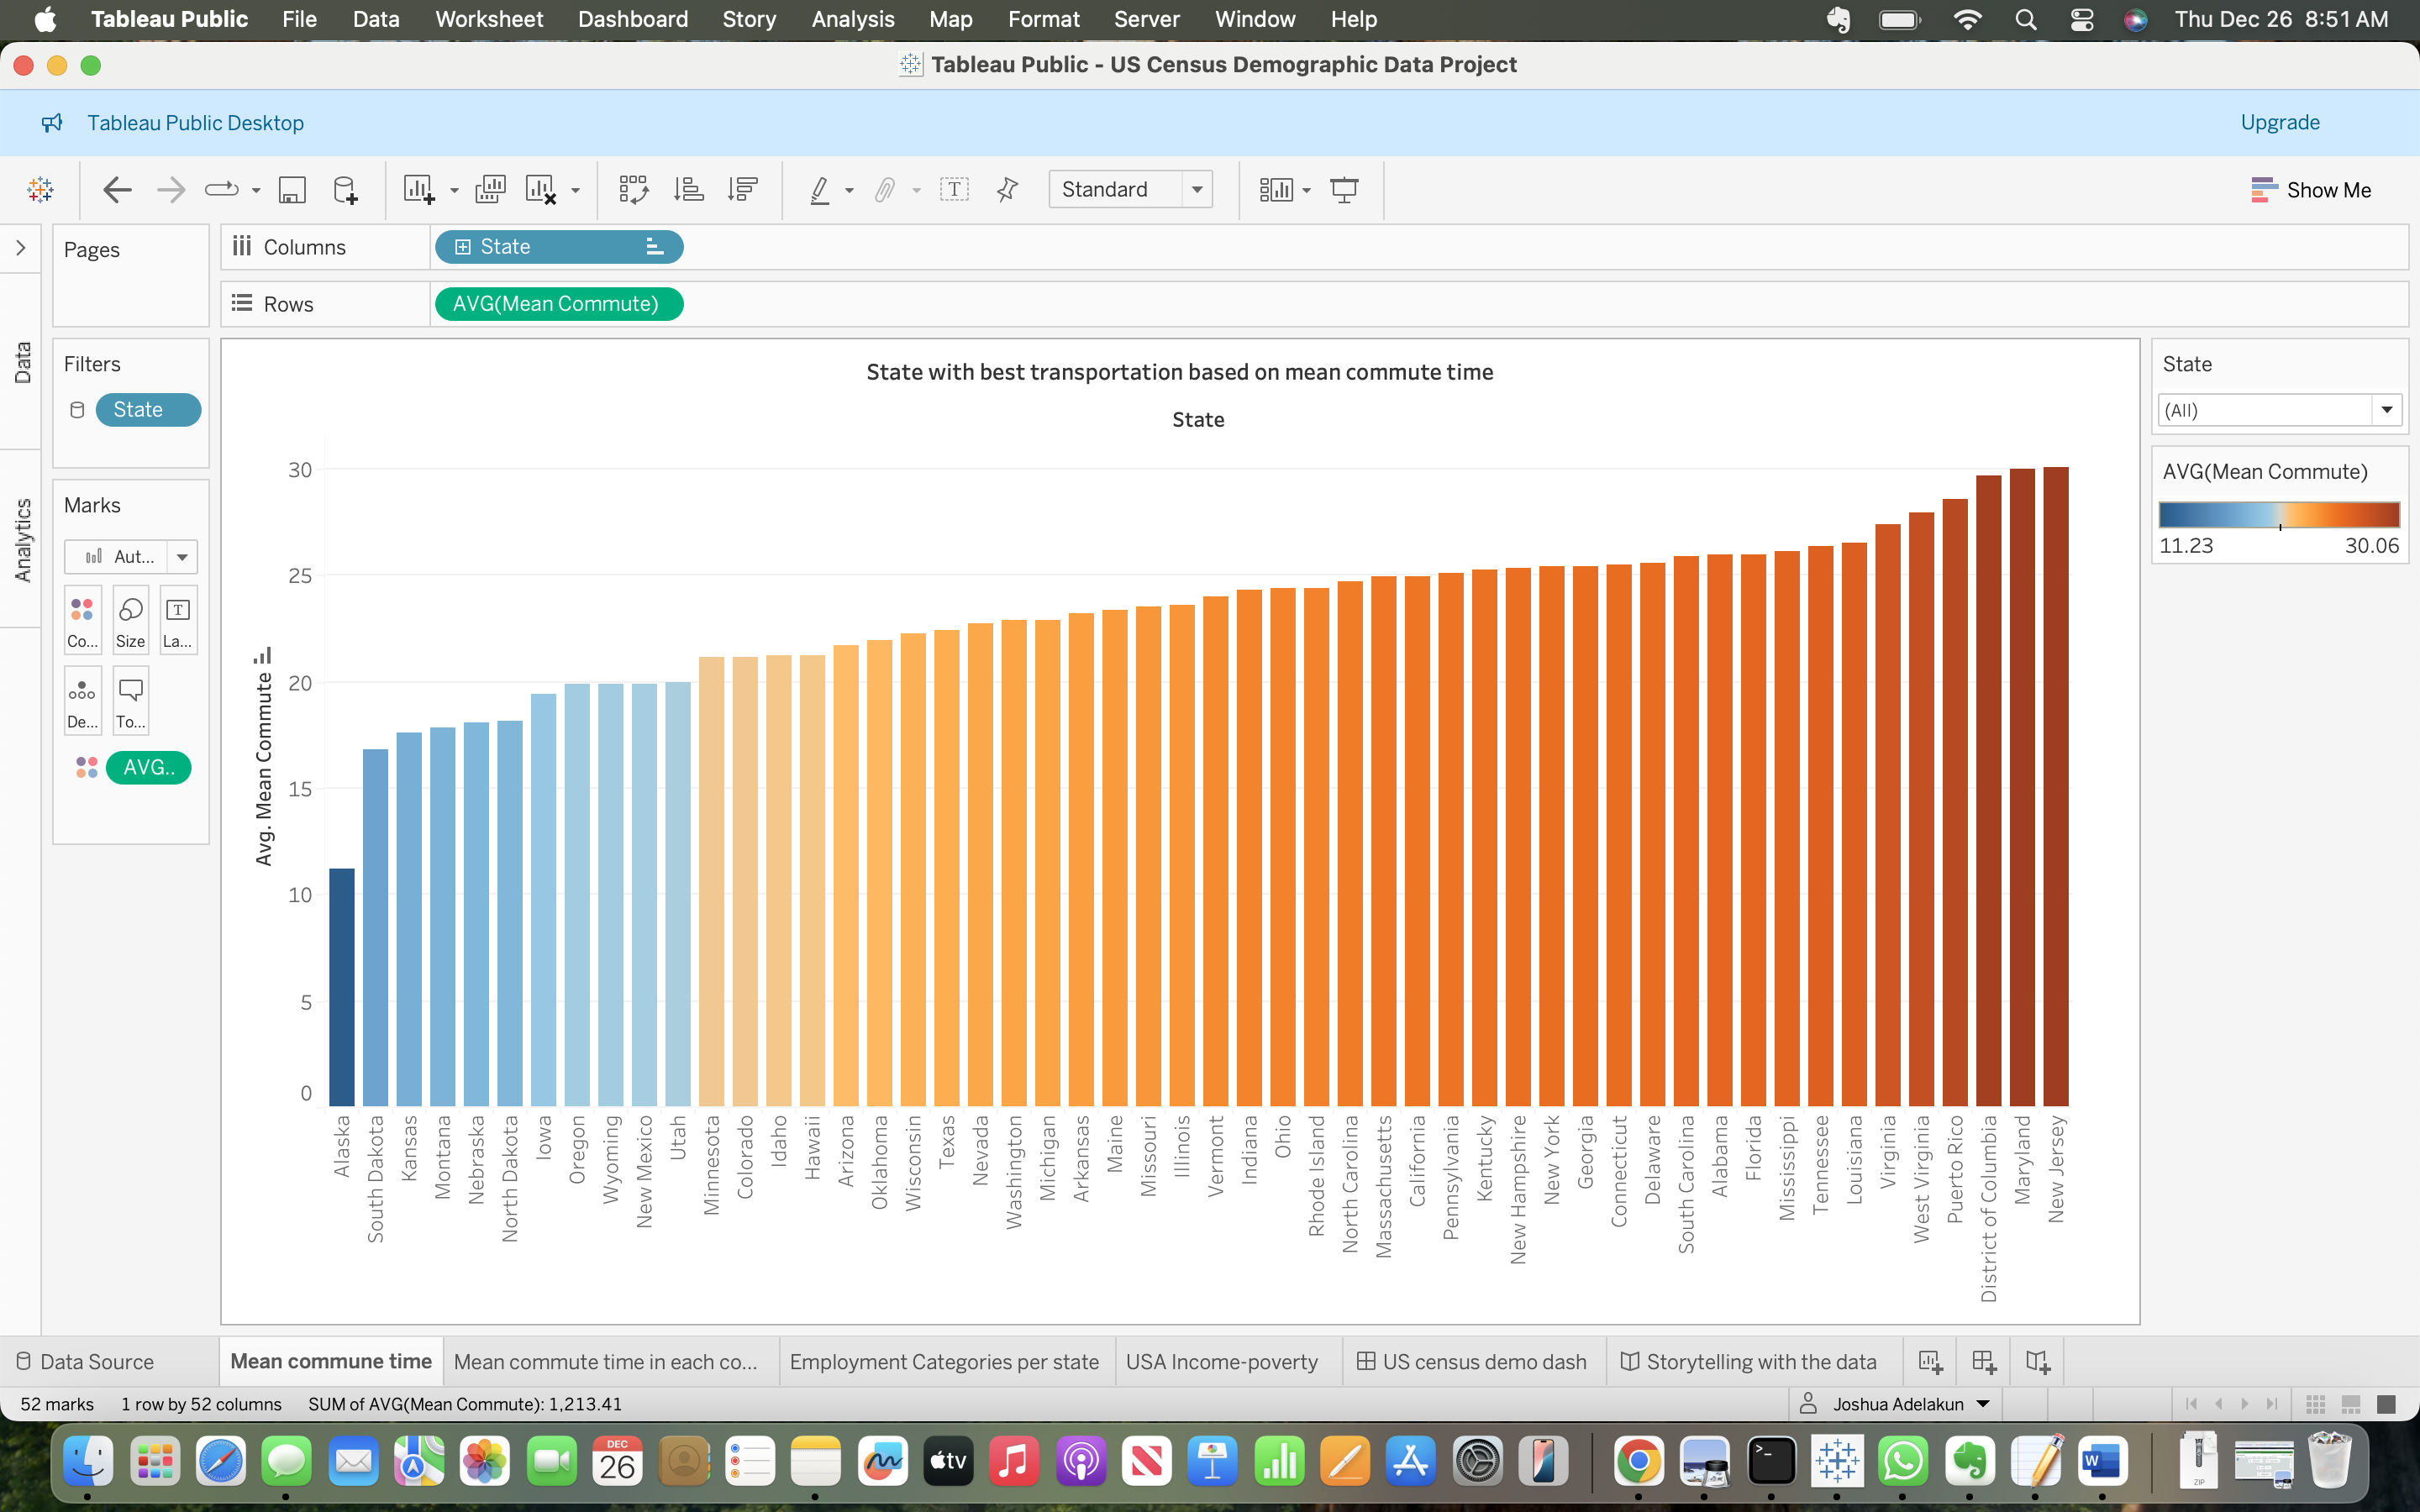 Tableau Public File Data Worksheet Dashboard Story Analysis Map Format Server Window Help Thu Dec 26 8:51 AM
Tableau Public - US Census Demographic Data Project
Tableau Public Desktop Upgrade
Standard Show Me
Pages
Columns State
Rows AVG(Mean Commute)
Data
Analytics
Filters
State
Marks
Aut...
Co... Size La...
De... To...
AVG..
State with best transportation based on mean commute time
State
Avg. Mean Commute
30
25
20
15
10
5
0
Alaska
South Dakota
Kansas
Montana
Nebraska
North Dakota
Iowa
Oregon
Wyoming
New Mexico
Utah
Minnesota
Colorado
Idaho
Hawaii
Arizona
Oklahoma
Wisconsin
Texas
Nevada
Washington
Michigan
Arkansas
Maine
Missouri
Illinois
Vermont
Indiana
Ohio
Rhode Island
North Carolina
Massachusetts
California
Pennsylvania
Kentucky
New Hampshire
New York
Georgia
Connecticut
Delaware
South Carolina
Alabama
Florida
Mississippi
Tennessee
Louisiana
Virginia
West Virginia
Puerto Rico
District of Columbia
Maryland
New Jersey
State
(All)
AVG(Mean Commute)
11.23 30.06
Data Source Mean commune time Mean commute time in each co... Employment Categories per state USA Income-poverty US census demo dash Storytelling with the data
52 marks 1 row by 52 columns SUM of AVG(Mean Commute): 1,213.41 Joshua Adelakun
DEC
26
tv
W
ZIP